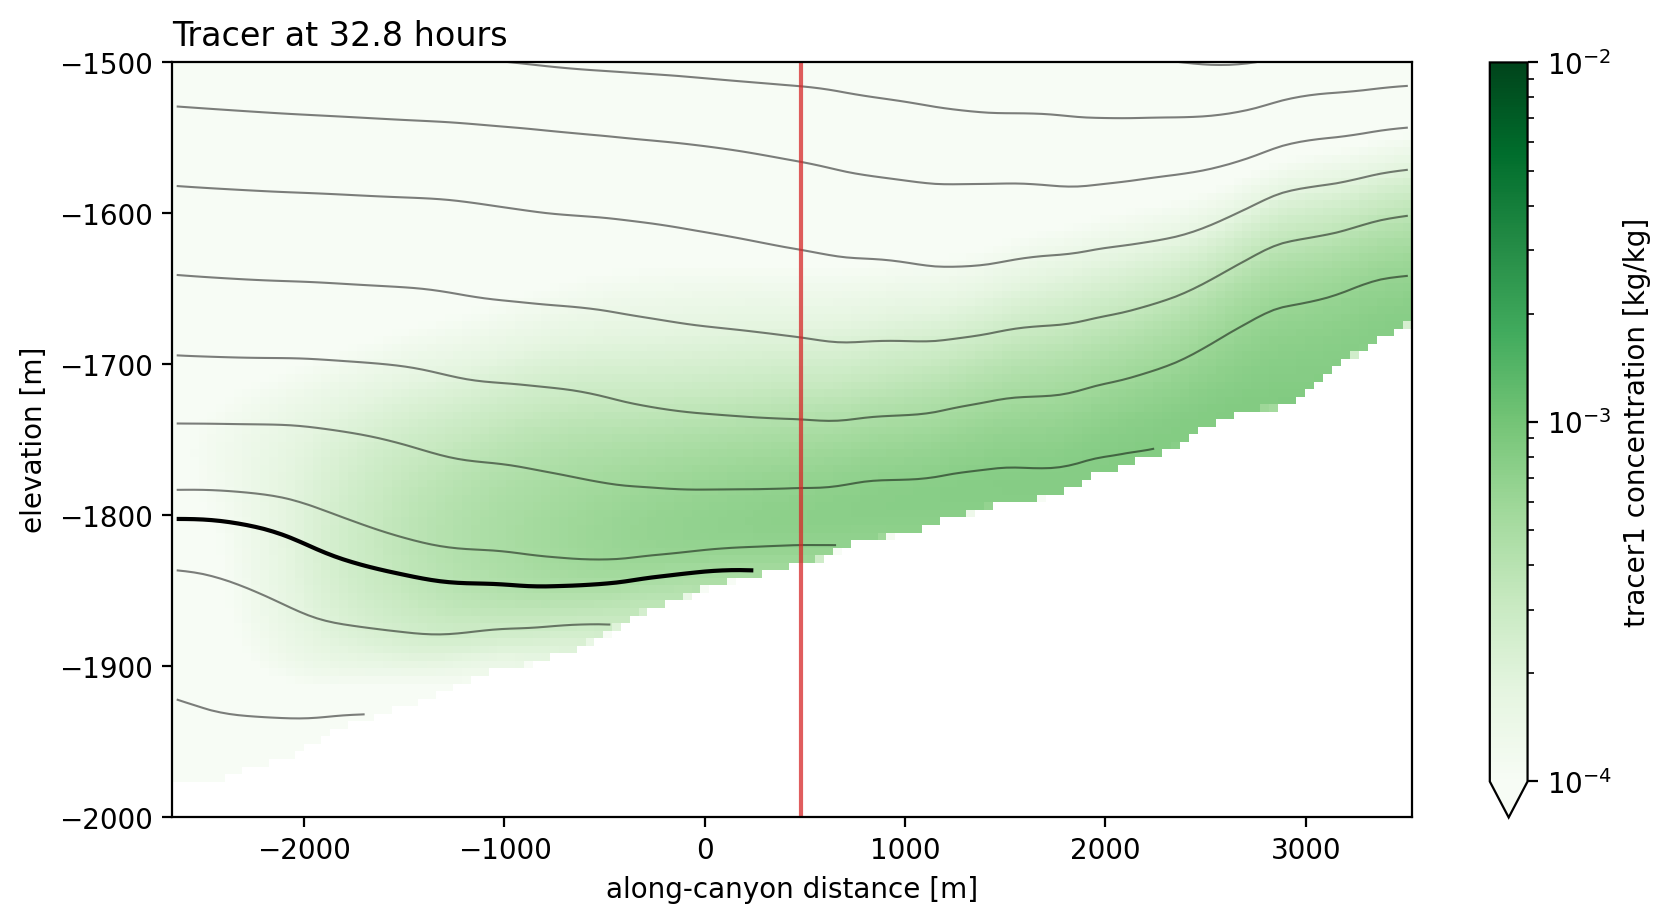 Tracer at 32.8 hours
−1500
−1600
−1700
−1800
−1900
−2000
elevation [m]
−2000 −1000 0 1000 2000 3000
along-canyon distance [m]
10⁻²
10⁻³
10⁻⁴
tracer1 concentration [kg/kg]